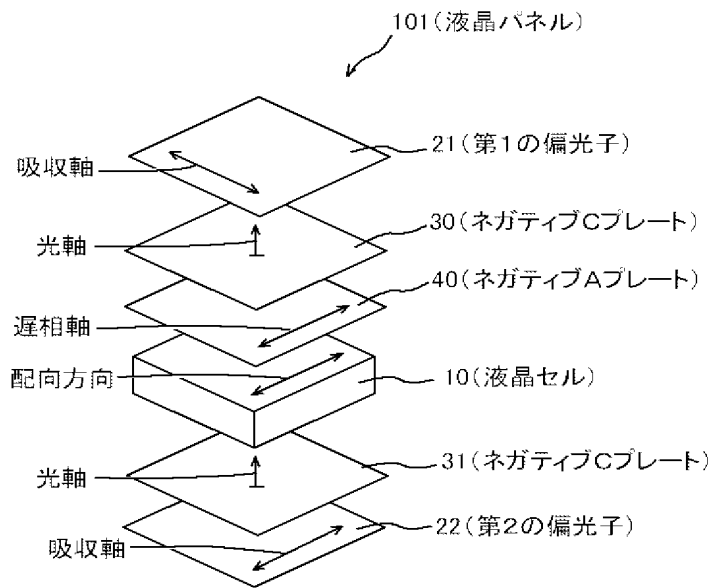 101(液晶パネル)
21(第1の偏光子)
吸収軸
30(ネガティブCプレート)
光軸
40(ネガティブAプレート)
遅相軸
配向方向
10(液晶セル)
31(ネガティブCプレート)
光軸
22(第2の偏光子)
吸収軸